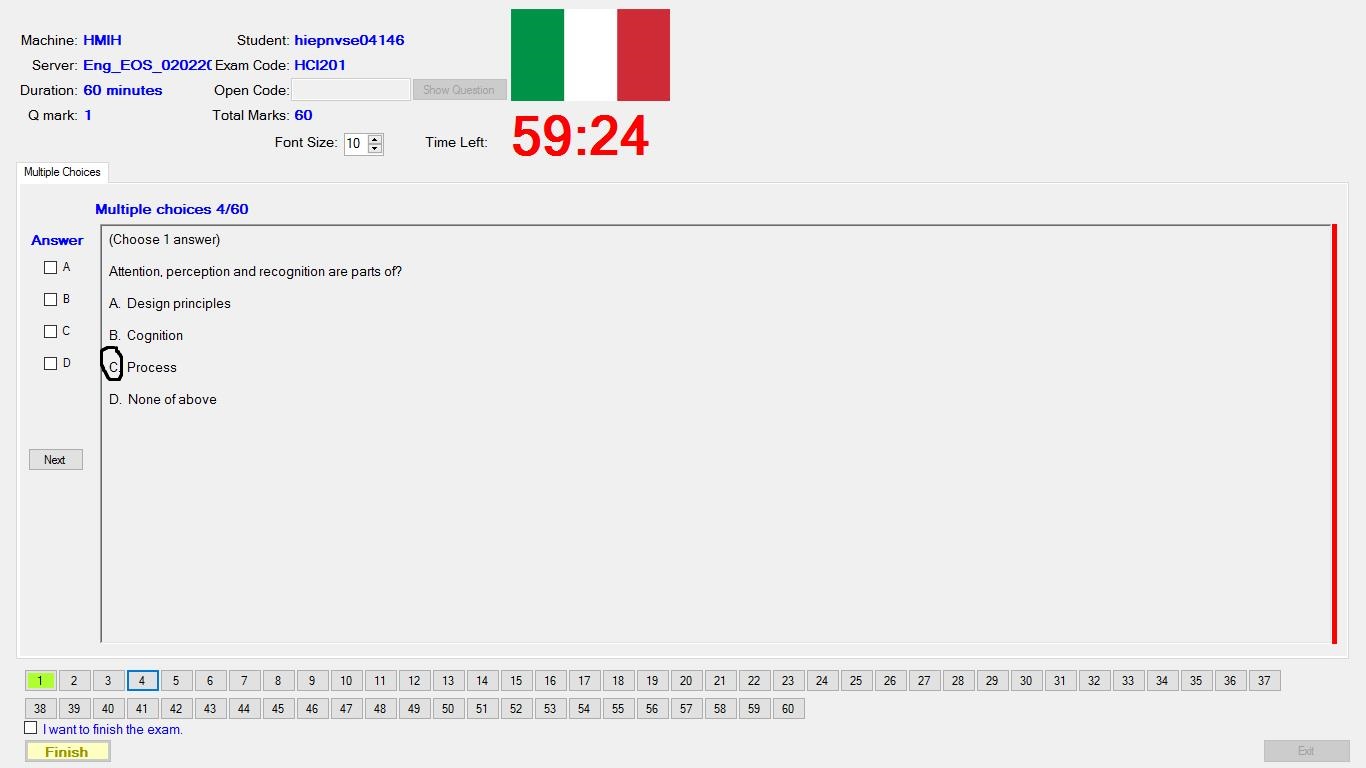 Machine: HMIH Student: hiepnvse04146
Server: Eng_EOS_02022 Exam Code: HCI201
Duration: 60 minutes Open Code: Show Question
Q mark: 1 Total Marks: 60
Font Size: 10 Time Left: 59:24
Multiple Choices
Multiple choices 4/60
Answer
(Choose 1 answer)
A
Attention, perception and recognition are parts of?
B
A. Design principles
C
B. Cognition
D
C. Process
D. None of above
Next
1 2 3 4 5 6 7 8 9 10 11 12 13 14 15 16 17 18 19 20 21 22 23 24 25 26 27 28 29 30 31 32 33 34 35 36 37
38 39 40 41 42 43 44 45 46 47 48 49 50 51 52 53 54 55 56 57 58 59 60
I want to finish the exam.
Finish Exit